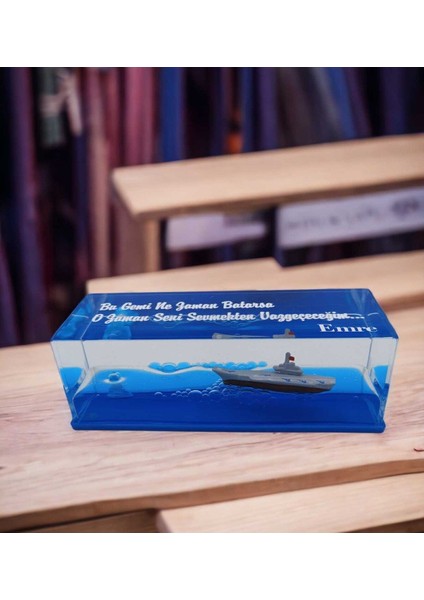 Bu Gemi Ne Zaman Batarsa
O Zaman Seni Sevmekten Vazgeçeceğim...
Emre